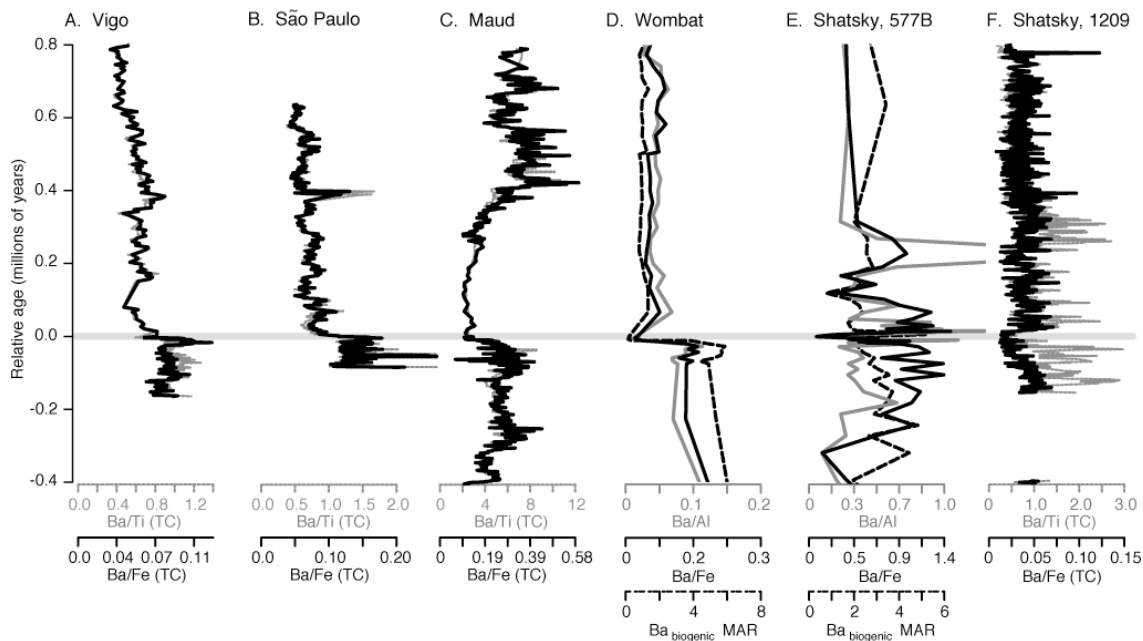 A. Vigo B. São Paulo C. Maud D. Wombat E. Shatsky, 577B F. Shatsky, 1209
Relative age (millions of years)
0.8
0.6
0.4
0.2
0.0
-0.2
-0.4
0.0 0.4 0.8 1.2 0.0 0.5 1.0 1.5 2.0 0 4 8 12 0 0.1 0.2 0 0.3 0.7 1.0 0.0 1.0 2.0 3.0
Ba/Ti (TC) Ba/Ti (TC) Ba/Ti (TC) Ba/Al Ba/Al Ba/Ti (TC)
0.0 0.04 0.07 0.11 0.0 0.10 0.20 0 0.19 0.39 0.58 0 0.2 0.3 0 0.5 0.9 1.4 0.0 0.05 0.10 0.15
Ba/Fe (TC) Ba/Fe (TC) Ba/Fe (TC) Ba/Fe Ba/Fe Ba/Fe (TC)
0 4 8 0 2 4 6
Ba biogenic MAR Ba biogenic MAR